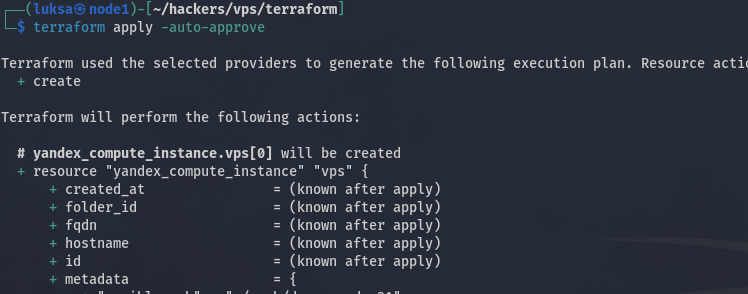 ┌──(luksa㉿node1)-[~/hackers/vps/terraform]
└─$ terraform apply -auto-approve
Terraform used the selected providers to generate the following execution plan. Resource
+ create
Terraform will perform the following actions:
# yandex_compute_instance.vps[0] will be created
+ resource "yandex_compute_instance" "vps" {
+ created_at = (known after apply)
+ folder_id = (known after apply)
+ fqdn = (known after apply)
+ hostname = (known after apply)
+ id = (known after apply)
+ metadata = {